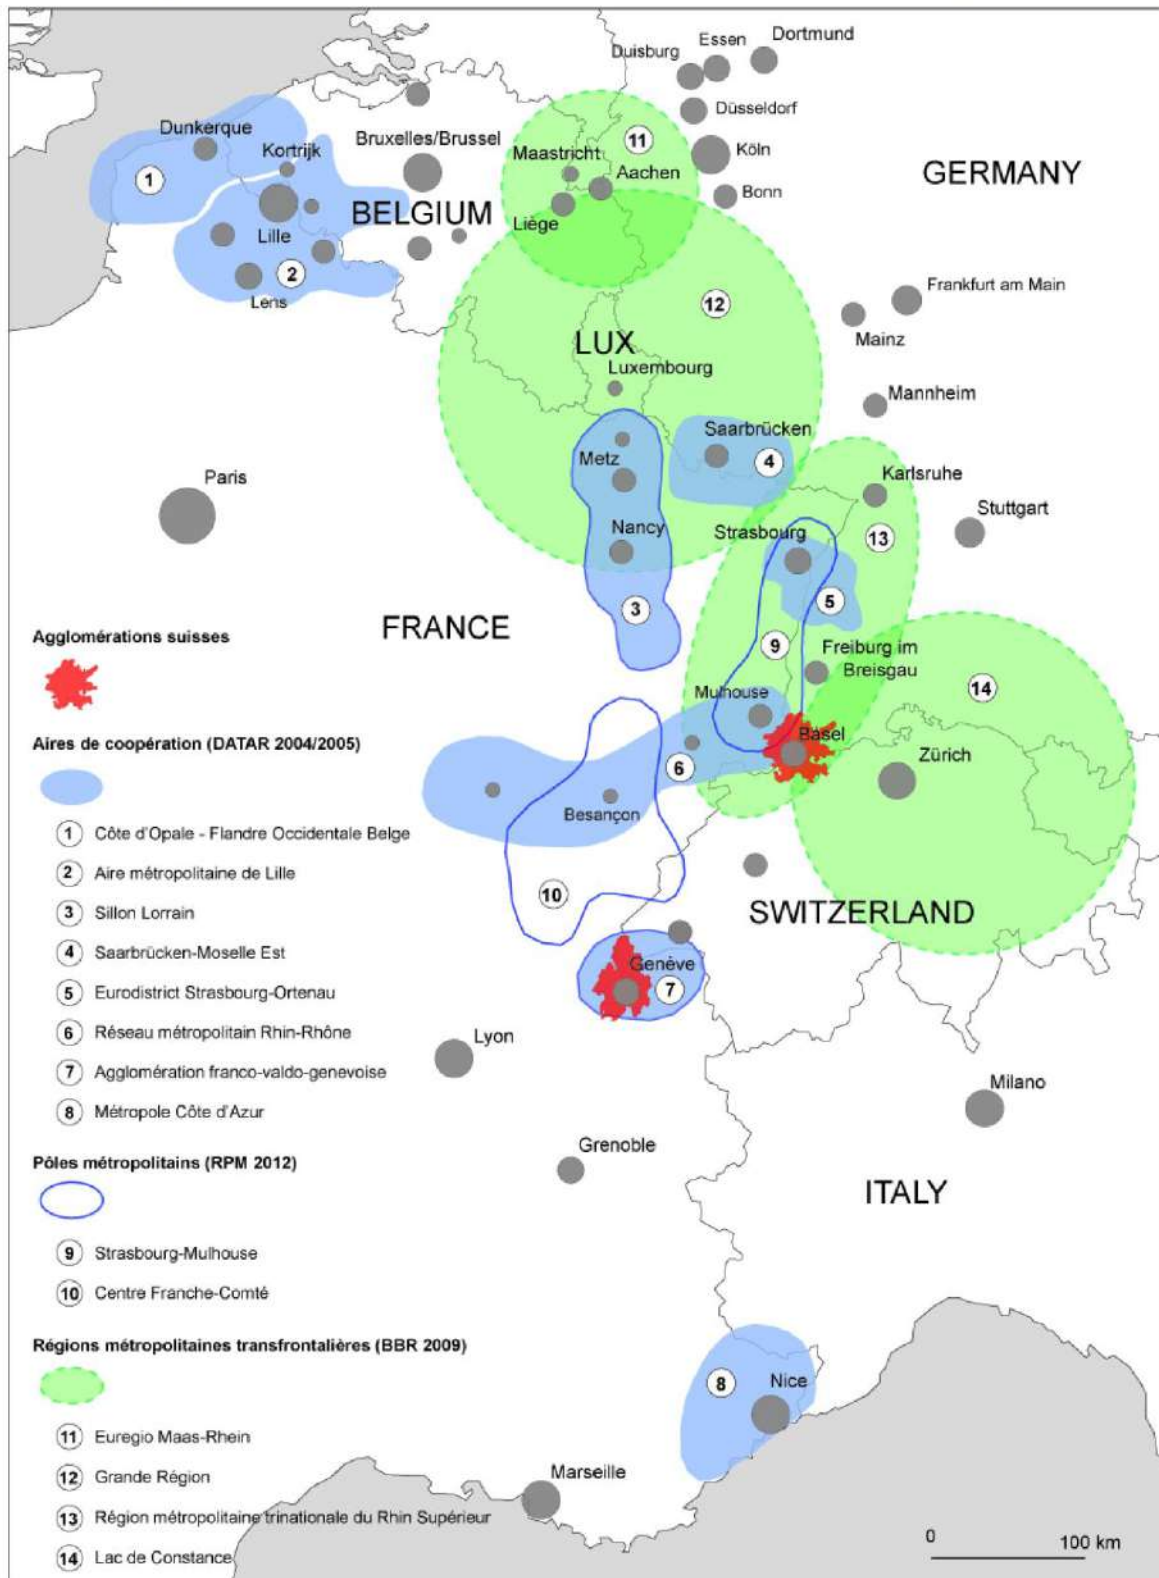 Duisburg
Essen
Dortmund
Düsseldorf
Köln
Bonn
GERMANY
Dunkerque
Kortrijk
Bruxelles/Brussel
Maastricht
Aachen
Liège
BELGIUM
Lille
Lens
1
2
11
12
LUX
Luxembourg
Frankfurt am Main
Mainz
Mannheim
Saarbrücken
4
Metz
Nancy
3
Paris
Karlsruhe
Stuttgart
Strasbourg
13
5
FRANCE
9
Freiburg im
Breisgau
14
Mulhouse
Basel
Zürich
6
Besançon
10
SWITZERLAND
Genève
7
Lyon
Milano
Grenoble
ITALY
8
Nice
Marseille
Agglomérations suisses
Aires de coopération (DATAR 2004/2005)
1 Côte d'Opale - Flandre Occidentale Belge
2 Aire métropolitaine de Lille
3 Sillon Lorrain
4 Saarbrücken-Moselle Est
5 Eurodistrict Strasbourg-Ortenau
6 Réseau métropolitain Rhin-Rhône
7 Agglomération franco-valdo-genevoise
8 Métropole Côte d'Azur
Pôles métropolitains (RPM 2012)
9 Strasbourg-Mulhouse
10 Centre Franche-Comté
Régions métropolitaines transfrontalières (BBR 2009)
11 Euregio Maas-Rhein
12 Grande Région
13 Région métropolitaine trinationale du Rhin Supérieur
14 Lac de Constance
0 100 km